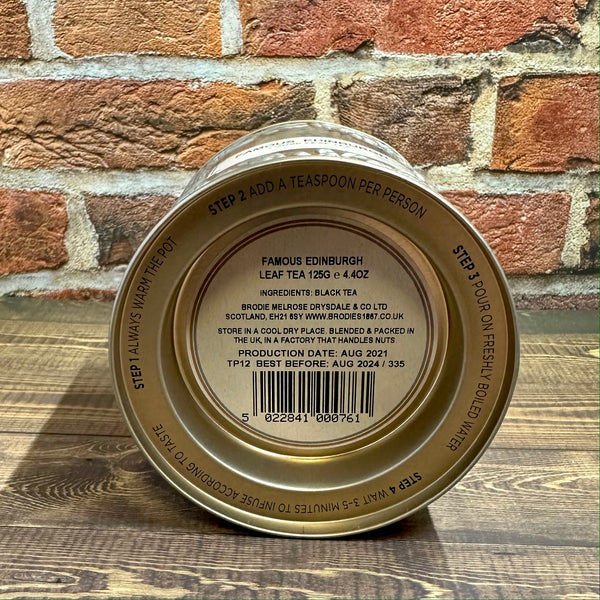 FAMOUS EDINBURGH
STEP 1 ALWAYS WARM THE POT
STEP 2 ADD A TEASPOON PER PERSON
STEP 3 POUR ON FRESHLY BOILED WATER
STEP 4 WAIT 3-5 MINUTES TO INFUSE ACCORDING TO TASTE
FAMOUS EDINBURGH
LEAF TEA 125G e 4.4OZ
INGREDIENTS: BLACK TEA
BRODIE MELROSE DRYSDALE & CO LTD
SCOTLAND, EH21 6SY WWW.BRODIES1867.CO.UK
STORE IN A COOL DRY PLACE. BLENDED & PACKED IN
THE UK, IN A FACTORY THAT HANDLES NUTS
PRODUCTION DATE: AUG 2021
TP12 BEST BEFORE: AUG 2024 / 335
5 022841 000761